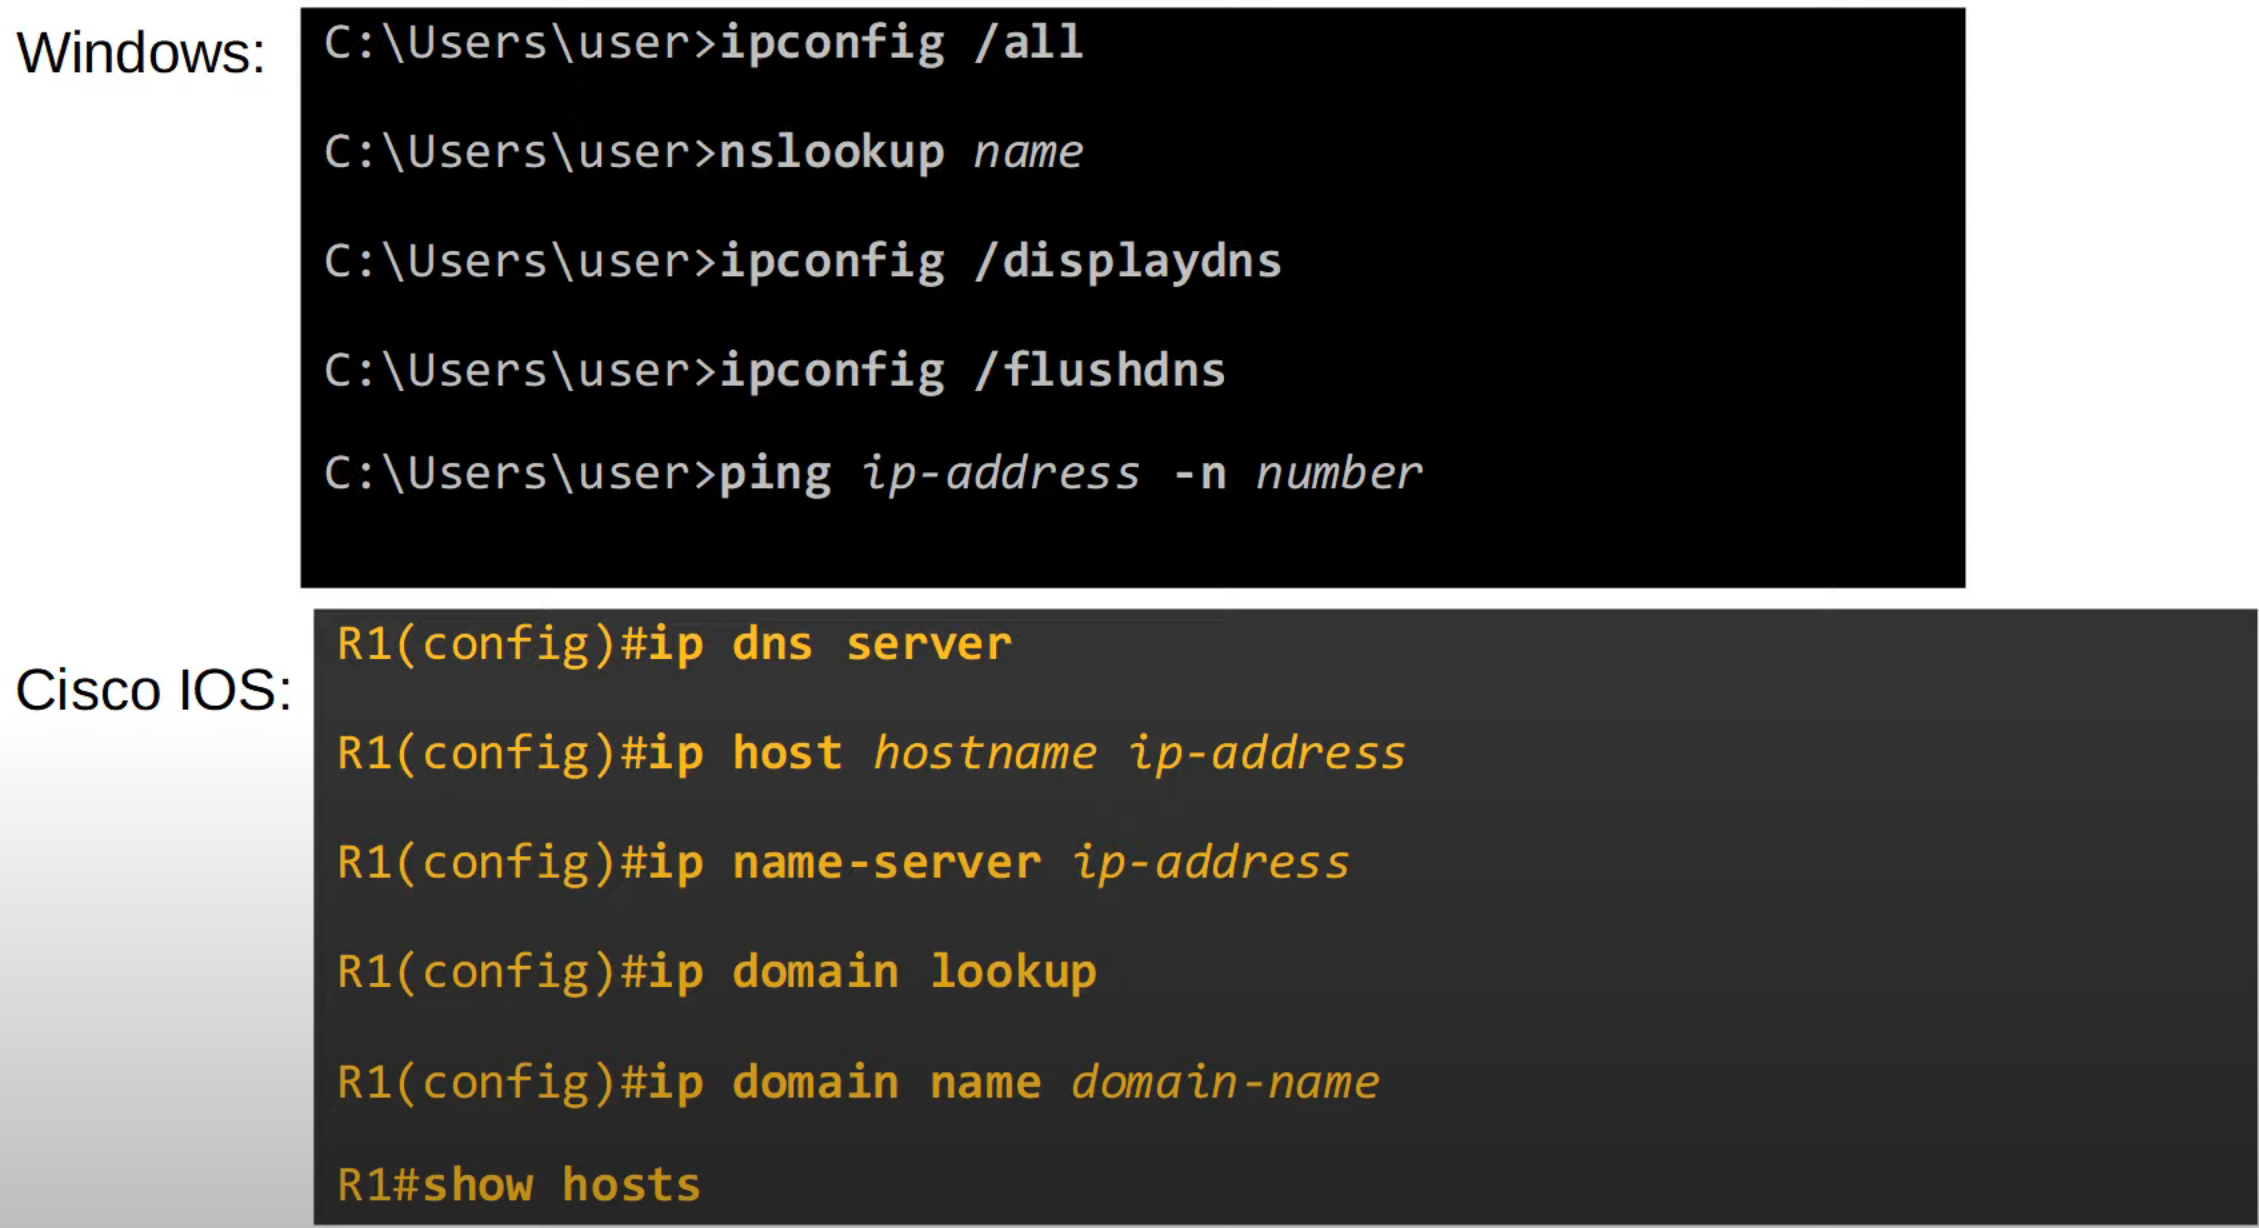 Windows:
C:\Users\user>ipconfig /all
C:\Users\user>nslookup name
C:\Users\user>ipconfig /displaydns
C:\Users\user>ipconfig /flushdns
C:\Users\user>ping ip-address -n number
Cisco IOS:
R1(config)#ip dns server
R1(config)#ip host hostname ip-address
R1(config)#ip name-server ip-address
R1(config)#ip domain lookup
R1(config)#ip domain name domain-name
R1#show hosts